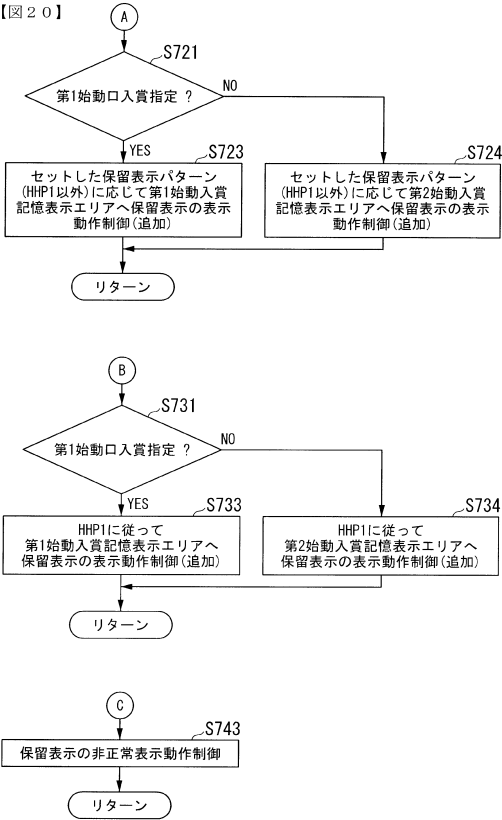 【図２０】
A
S721
第1始動口入賞指定 ?
NO
YES
S723
セットした保留表示パターン
(HHP1以外)に応じて第1始動入賞
記憶表示エリアへ保留表示の表示
動作制御(追加)
S724
セットした保留表示パターン
(HHP1以外)に応じて第2始動入賞
記憶表示エリアへ保留表示の表示
動作制御(追加)
リターン
B
S731
第1始動口入賞指定 ?
NO
YES
S733
HHP1に従って
第1始動入賞記憶表示エリアへ
保留表示の表示動作制御(追加)
S734
HHP1に従って
第2始動入賞記憶表示エリアへ
保留表示の表示動作制御(追加)
リターン
C
S743
保留表示の非正常表示動作制御
リターン